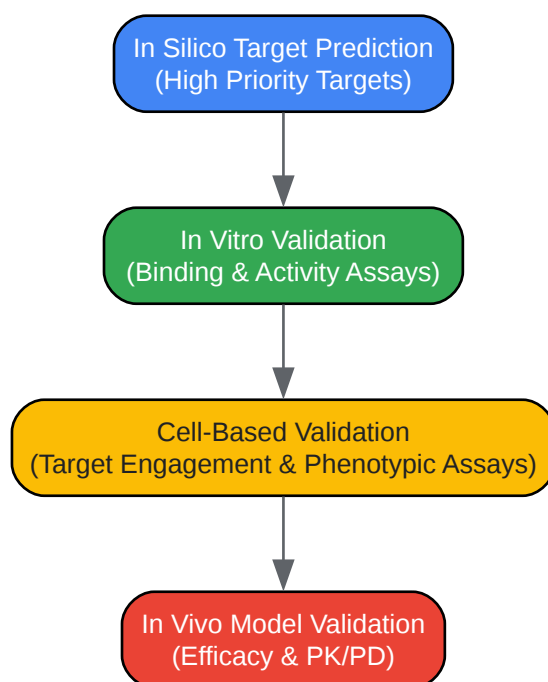 In Silico Target Prediction
(High Priority Targets)
In Vitro Validation
(Binding & Activity Assays)
Cell-Based Validation
(Target Engagement & Phenotypic Assays)
In Vivo Model Validation
(Efficacy & PK/PD)